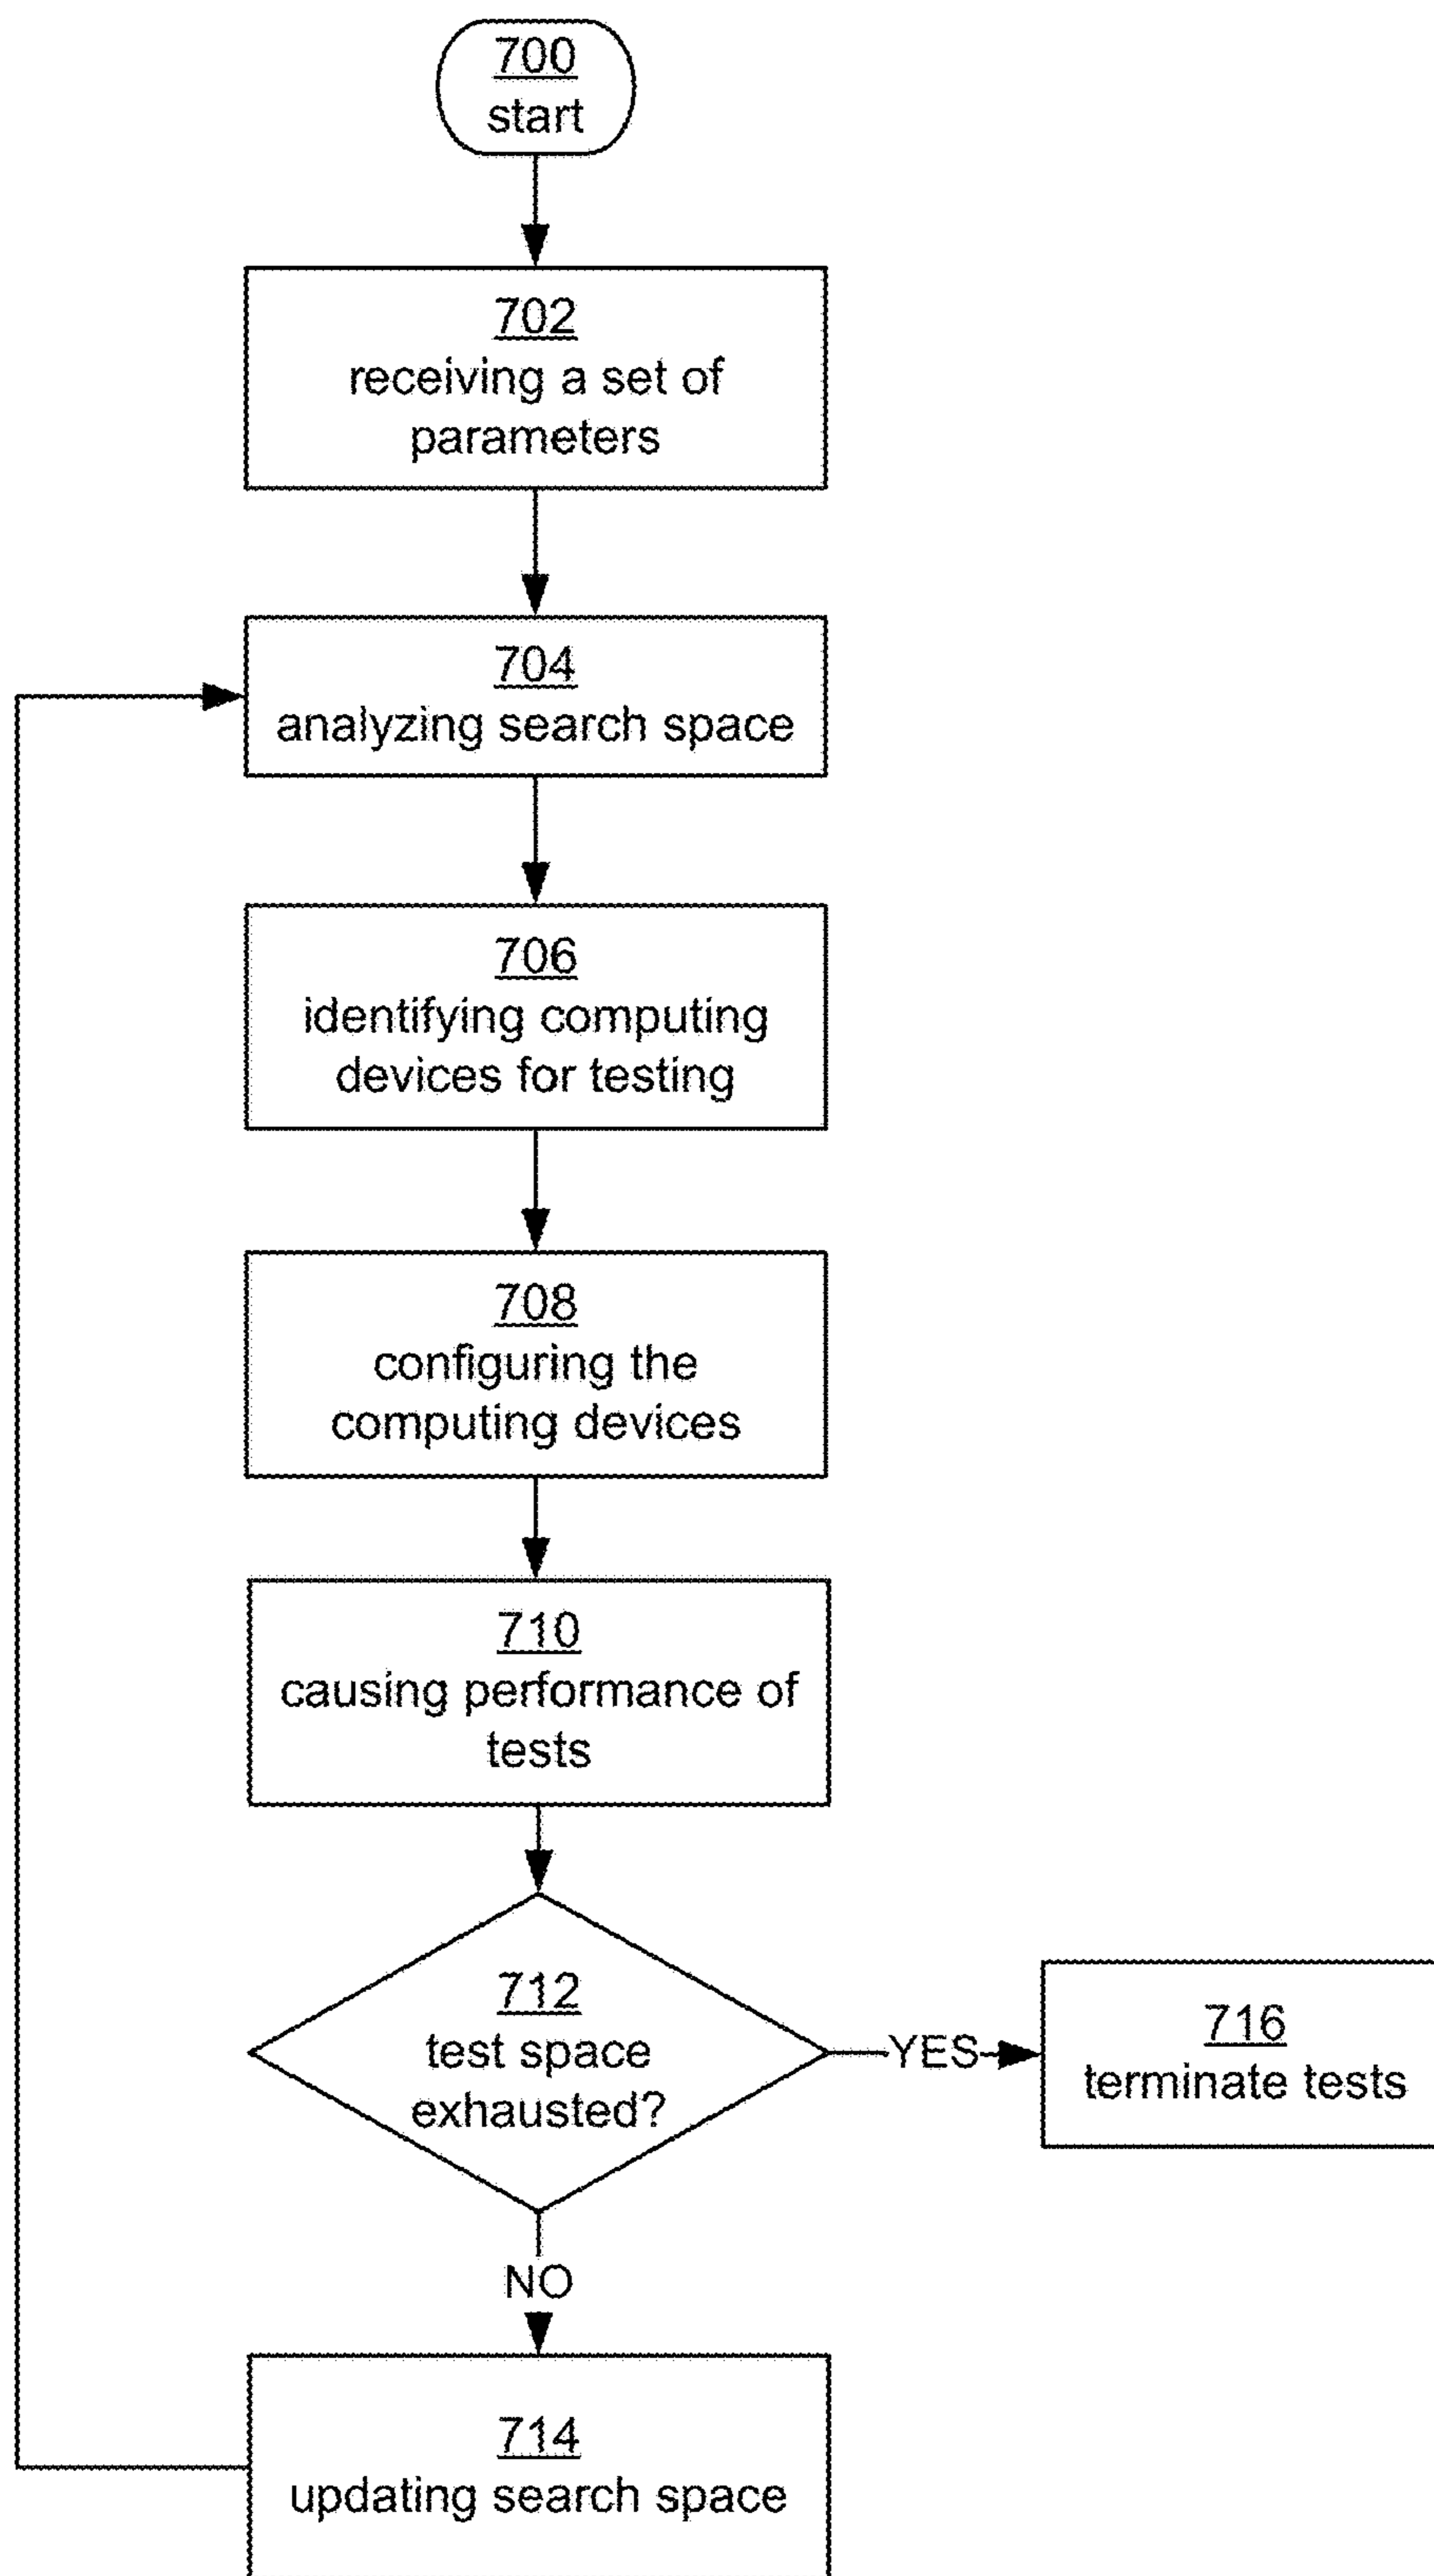 700
start
702
receiving a set of
parameters
704
analyzing search space
706
identifying computing
devices for testing
708
configuring the
computing devices
710
causing performance of
tests
712
test space
exhausted?
YES
716
terminate tests
NO
714
updating search space